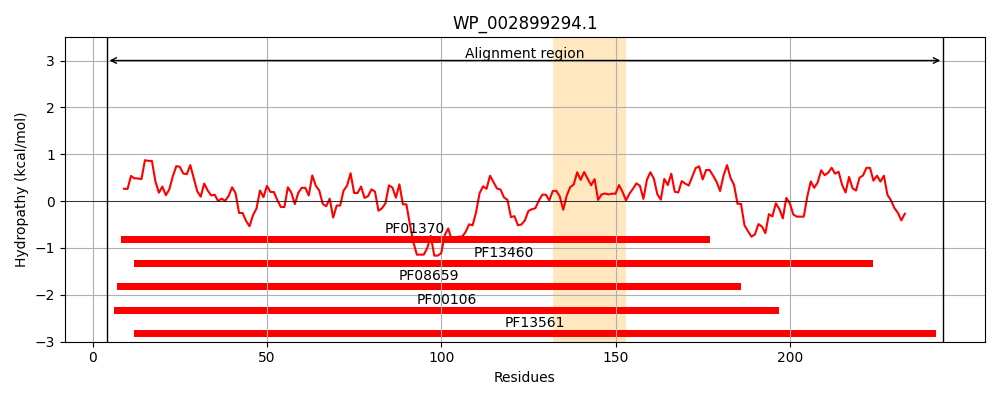 WP_002899294.1
Alignment region
Hydropathy (kcal/mol)
3
2
1
0
−1
−2
−3
PF01370
PF13460
PF08659
PF00106
PF13561
0 50 100 150 200
Residues